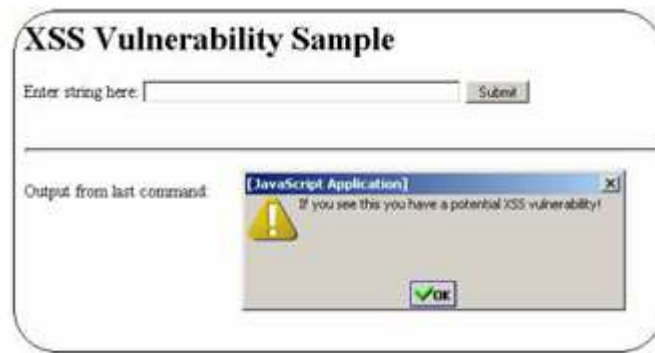 XSS Vulnerability Sample
Enter string here:
Submit
Output from last command:
[JavaScript Application]
If you see this you have a potential XSS vulnerability!
OK